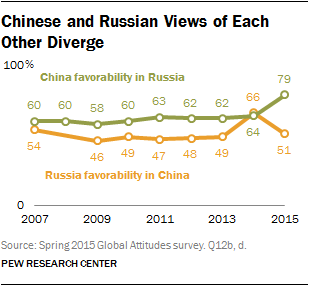 Chinese and Russian Views of Each
Other Diverge
100%
China favorability in Russia
79
60 60 58 60 63 62 62 66
54 46 49 47 48 49 64 51
Russia favorability in China
0
2007 2009 2011 2013 2015
Source: Spring 2015 Global Attitudes survey. Q12b, d.
PEW RESEARCH CENTER